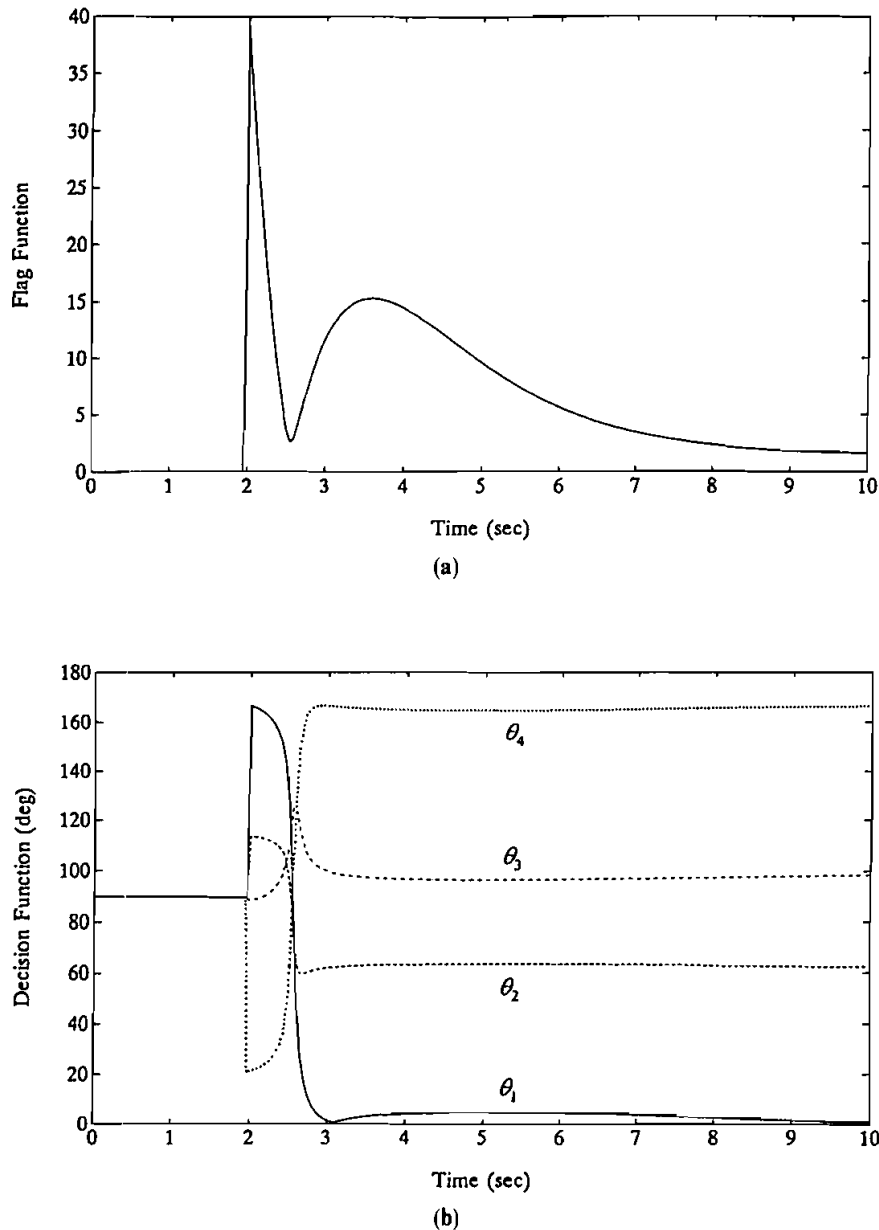 40
35
30
25
20
15
10
5
0
Flag Function
0 1 2 3 4 5 6 7 8 9 10
Time (sec)
(a)
180
160
140
120
100
80
60
40
20
0
Decision Function (deg)
θ4
θ3
θ2
θ1
0 1 2 3 4 5 6 7 8 9 10
Time (sec)
(b)